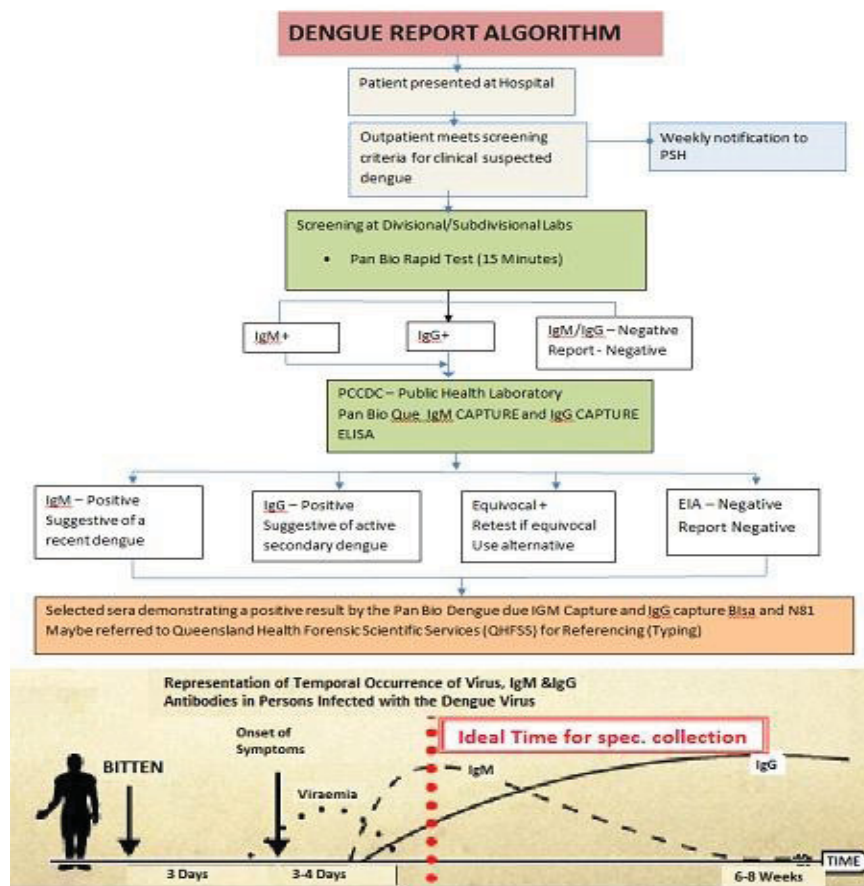 DENGUE REPORT ALGORITHM
Patient presented at Hospital
Outpatient meets screening
criteria for clinical suspected
dengue
Weekly notification to
PSH
Screening at Divisional/Subdivisional Labs
• Pan Bio Rapid Test (15 Minutes)
IgM+
IgG+
IgM/IgG – Negative
Report - Negative
PCCDC – Public Health Laboratory
Pan Bio Que IgM CAPTURE and IgG CAPTURE
ELISA
IgM – Positive
Suggestive of a
recent dengue
IgG – Positive
Suggestive of active
secondary dengue
Equivocal +
Retest if equivocal
Use alternative
EIA – Negative
Report Negative
Selected sera demonstrating a positive result by the Pan Bio Dengue due IGM Capture and IgG capture BIsa and N81
Maybe referred to Queensland Health Forensic Scientific Services (QHFSS) for Referencing (Typing)
Representation of Temporal Occurrence of Virus, IgM &IgG
Antibodies in Persons Infected with the Dengue Virus
Onset of
Symptoms
Ideal Time for spec. collection
BITTEN
Viraemia
IgM
IgG
TIME
3 Days
3-4 Days
6-8 Weeks